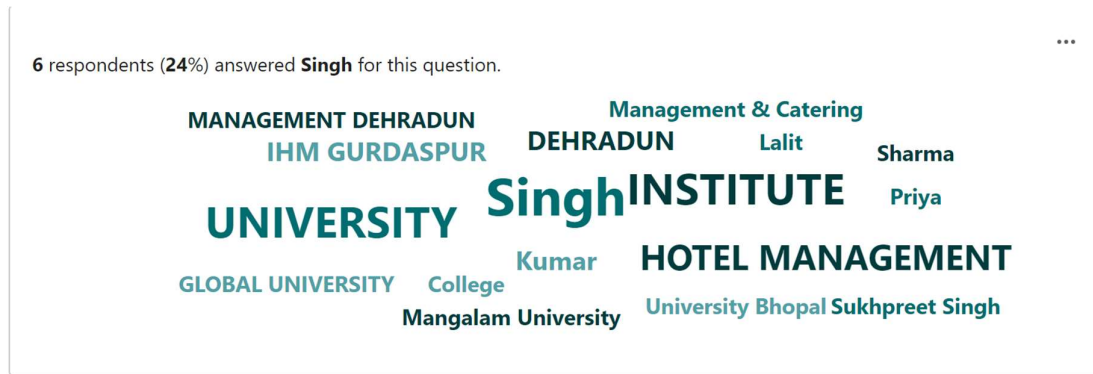 6 respondents (24%) answered Singh for this question.
Management & Catering
MANAGEMENT DEHRADUN
DEHRADUN
Lalit
IHM GURDASPUR
Sharma
Singh
INSTITUTE
Priya
UNIVERSITY
Kumar
HOTEL MANAGEMENT
GLOBAL UNIVERSITY
College
University Bhopal
Sukhpreet Singh
Mangalam University